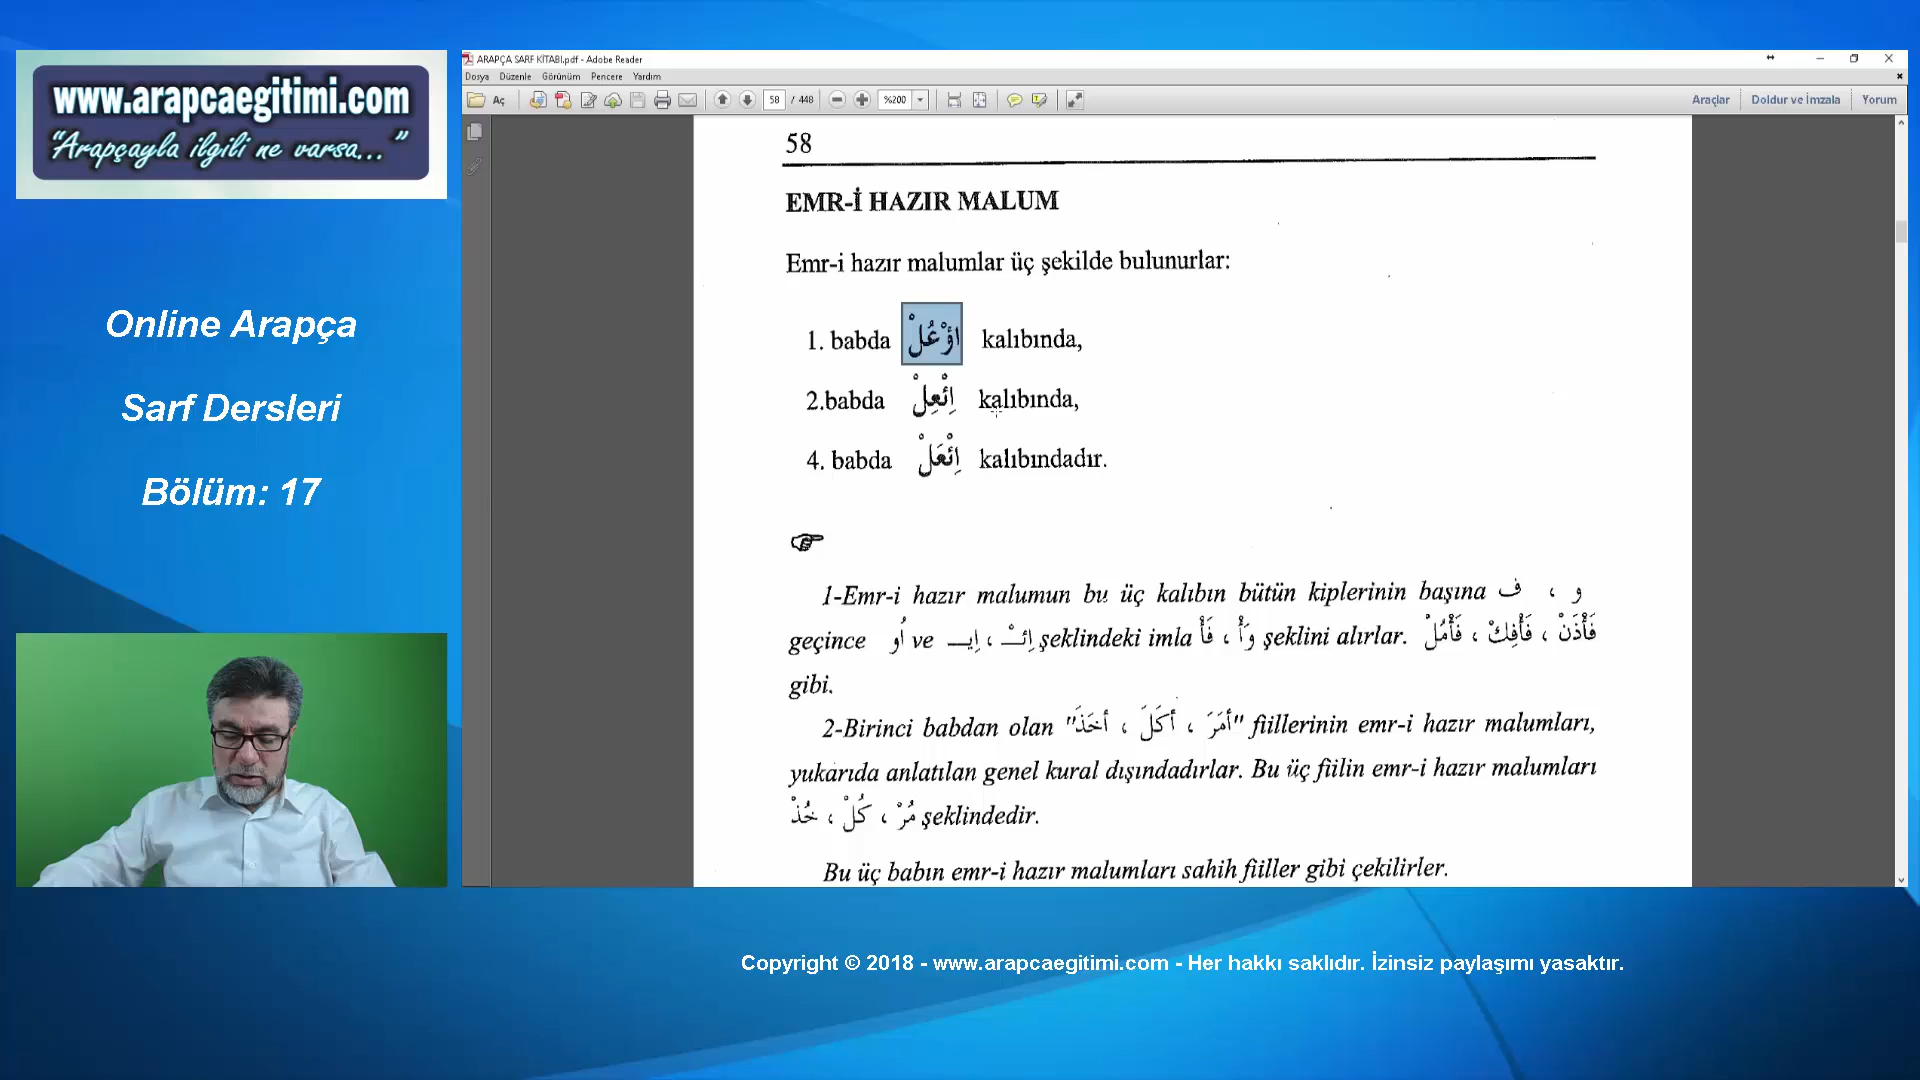 www.arapcaegitimi.com
"Arapçayla ilgili ne varsa..."
Online Arapça
Sarf Dersleri
Bölüm: 17
ARAPÇA SARF KİTABI.pdf - Adobe Reader
Dosya Düzenle Görünüm Pencere Yardım
Aç 58 / 448 %200 Araçlar Doldur ve İmzala Yorum
58
EMR-İ HAZIR MALUM
Emr-i hazır malumlar üç şekilde bulunurlar:
1. babda اؤْعُلْ kalıbında,
2.babda اِئْعِلْ kalıbında,
4. babda اِئْعَلْ kalıbındadır.
1-Emr-i hazır malumun bu üç kalıbın bütün kiplerinin başına و ، ف
geçince أُو ve اِئْـ ، اِيـ şeklindeki imla وَأْ ، فَأْ şeklini alırlar. فَأْذَنْ ، فَأْفِكْ ، فَأْمُلْ
gibi.
2-Birinci babdan olan "أمَرَ ، أكَلَ ، أخَذَ" fiillerinin emr-i hazır malumları,
yukarıda anlatılan genel kural dışındadırlar. Bu üç fiilin emr-i hazır malumları
مُرْ ، كُلْ ، خُذْ şeklindedir.
Bu üç babın emr-i hazır malumları sahih fiiller gibi çekilirler.
Copyright © 2018 - www.arapcaegitimi.com - Her hakkı saklıdır. İzinsiz paylaşımı yasaktır.